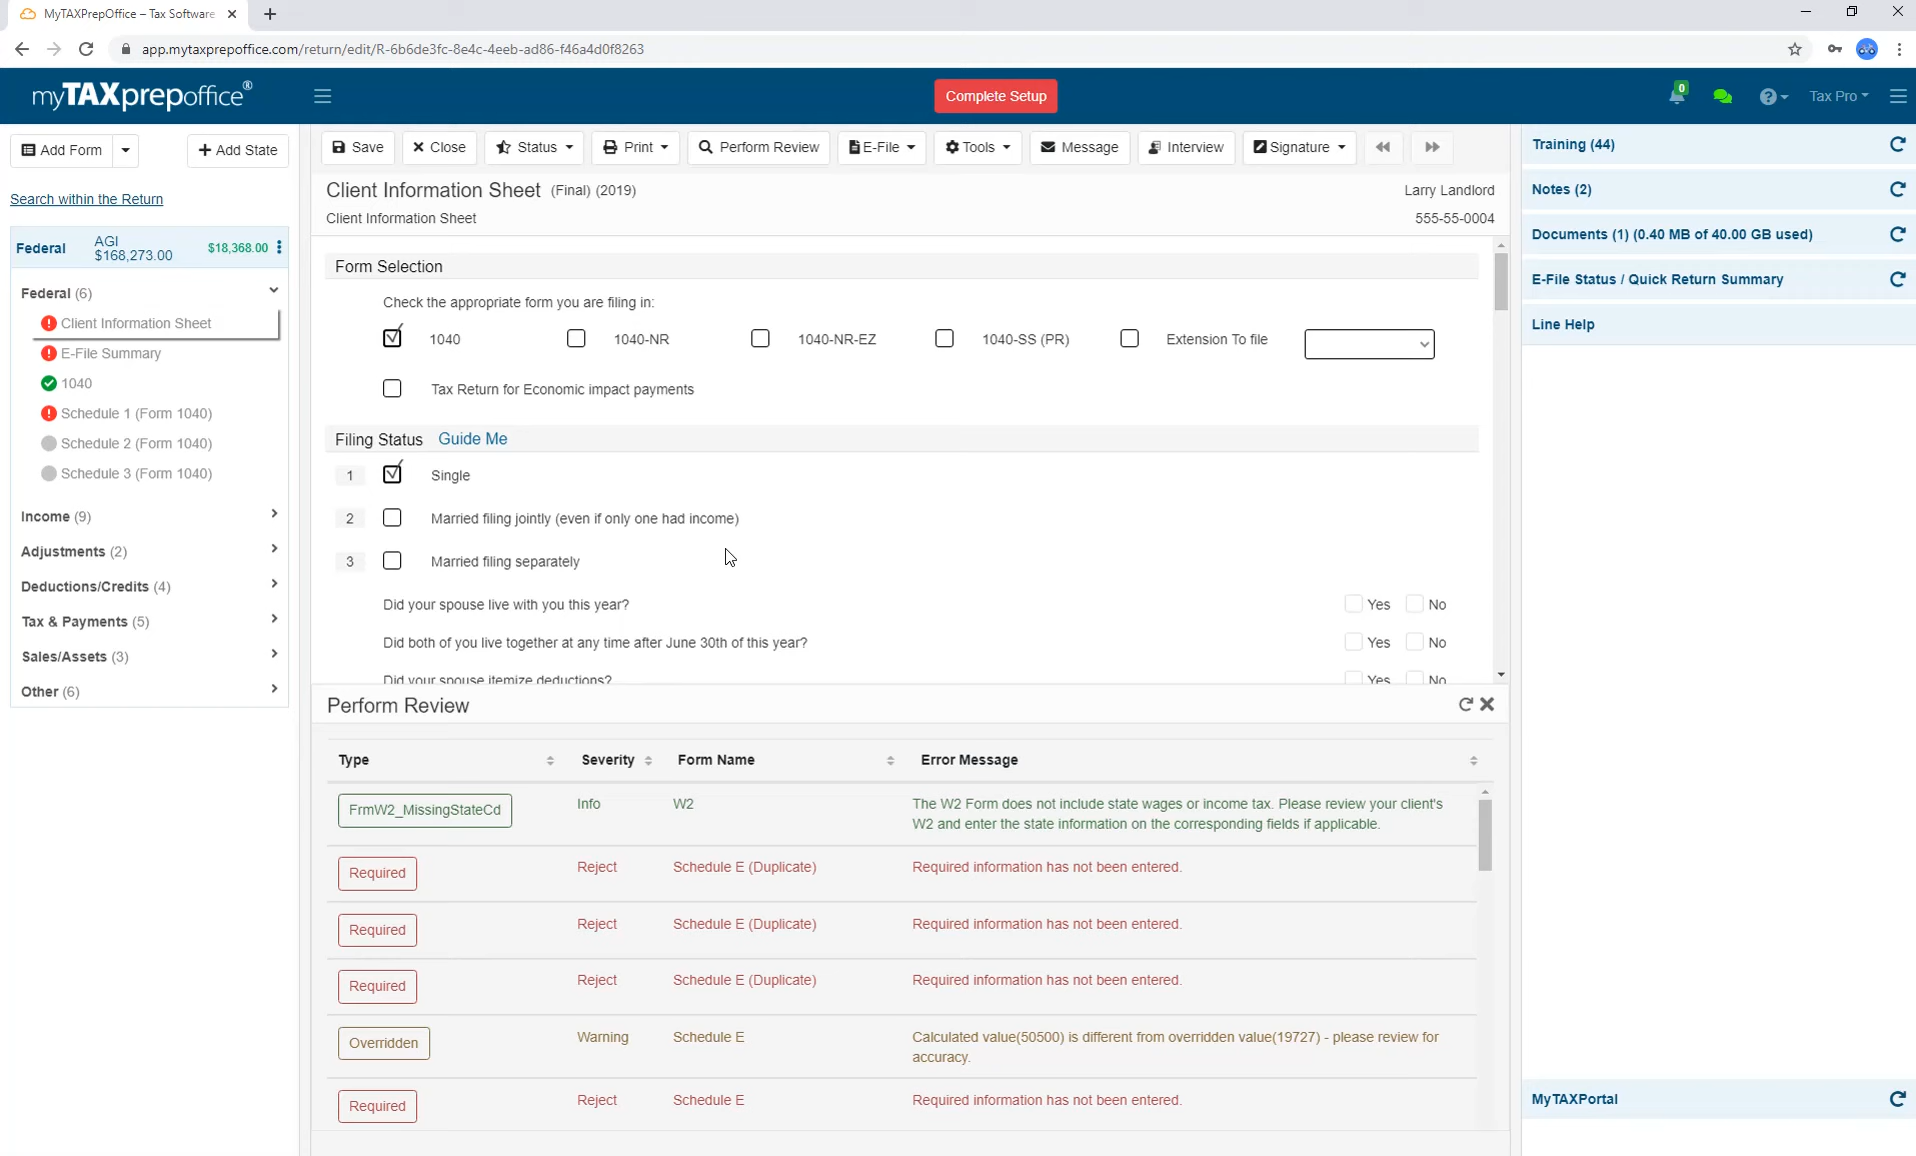 MyTAXPrepOffice – Tax Software
app.mytaxprepoffice.com/return/edit/R-6b6de3fc-8e4c-4eeb-ad86-f46a4d0f8263
myTAXprepoffice®
Complete Setup
0
Tax Pro
Add Form
+ Add State
Search within the Return
Federal AGI $168,273.00 $18,368.00
Federal (6)
Client Information Sheet
E-File Summary
1040
Schedule 1 (Form 1040)
Schedule 2 (Form 1040)
Schedule 3 (Form 1040)
Income (9)
Adjustments (2)
Deductions/Credits (4)
Tax & Payments (5)
Sales/Assets (3)
Other (6)
Save
Close
Status
Print
Perform Review
E-File
Tools
Message
Interview
Signature
Client Information Sheet (Final) (2019)
Larry Landlord
Client Information Sheet
555-55-0004
Form Selection
Check the appropriate form you are filing in:
1040 1040-NR 1040-NR-EZ 1040-SS (PR) Extension To file
Tax Return for Economic impact payments
Filing Status Guide Me
1 Single
2 Married filing jointly (even if only one had income)
3 Married filing separately
Did your spouse live with you this year? Yes No
Did both of you live together at any time after June 30th of this year? Yes No
Did your spouse itemize deductions? Yes No
Perform Review
Type Severity Form Name Error Message
FrmW2_MissingStateCd Info W2 The W2 Form does not include state wages or income tax. Please review your client's
W2 and enter the state information on the corresponding fields if applicable.
Required Reject Schedule E (Duplicate) Required information has not been entered.
Required Reject Schedule E (Duplicate) Required information has not been entered.
Required Reject Schedule E (Duplicate) Required information has not been entered.
Overridden Warning Schedule E Calculated value(50500) is different from overridden value(19727) - please review for
accuracy.
Required Reject Schedule E Required information has not been entered.
Training (44)
Notes (2)
Documents (1) (0.40 MB of 40.00 GB used)
E-File Status / Quick Return Summary
Line Help
MyTAXPortal